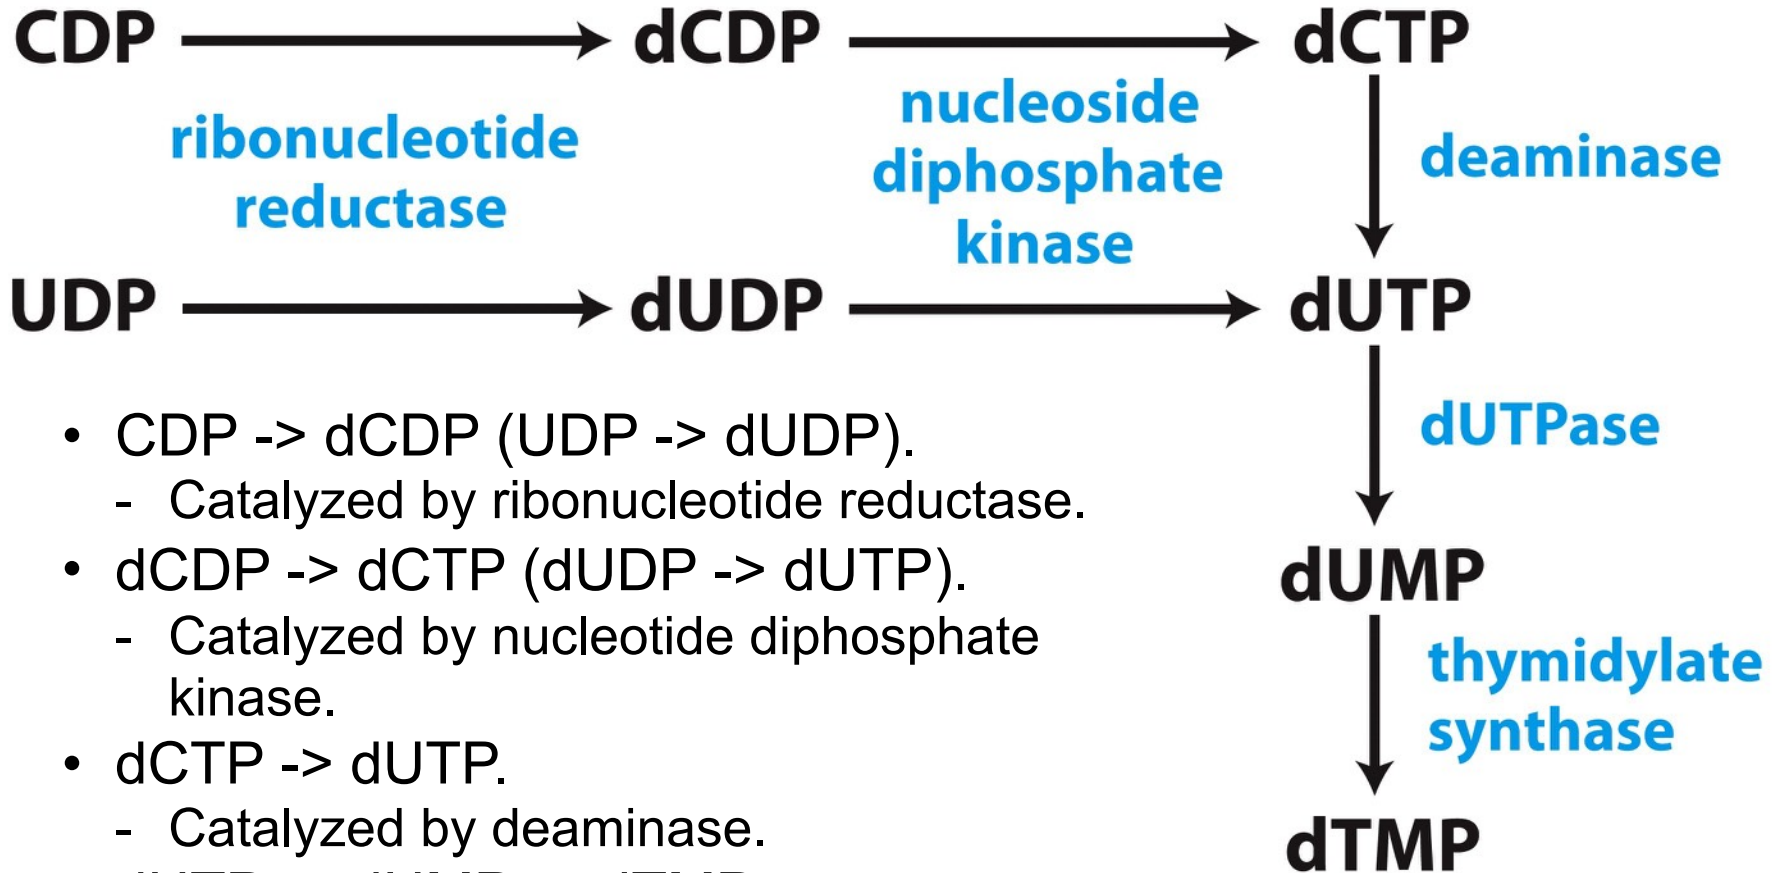 CDP dCDP dCTP
ribonucleotide
reductase
nucleoside
diphosphate
kinase
deaminase
UDP dUDP dUTP
dUTPase
dUMP
thymidylate
synthase
dTMP
• CDP -> dCDP (UDP -> dUDP).
- Catalyzed by ribonucleotide reductase.
• dCDP -> dCTP (dUDP -> dUTP).
- Catalyzed by nucleotide diphosphate
kinase.
• dCTP -> dUTP.
- Catalyzed by deaminase.